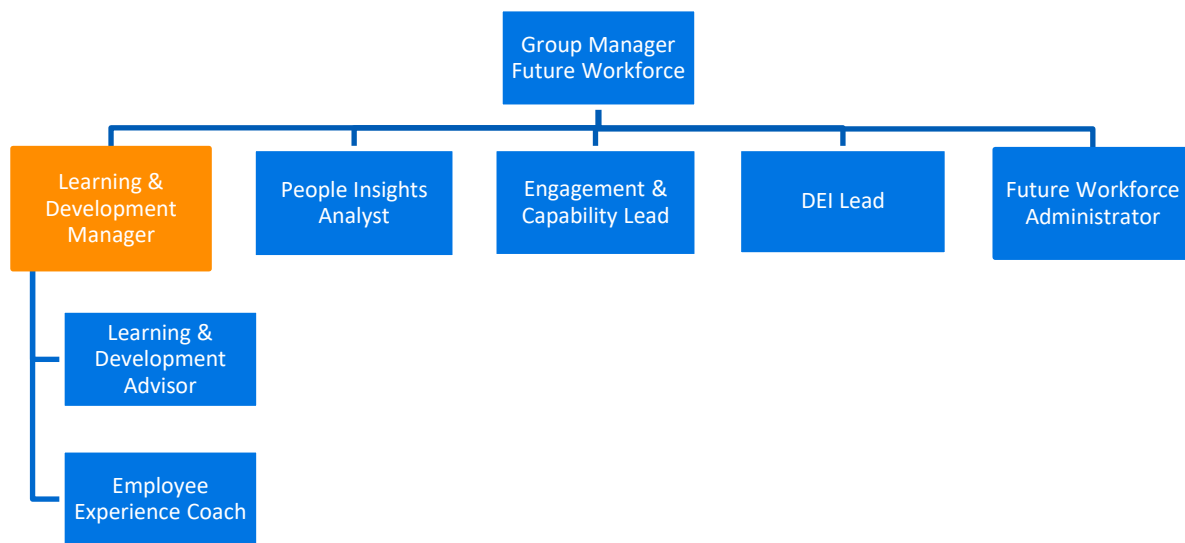 Group Manager
Future Workforce
Learning &
Development
Manager
People Insights
Analyst
Engagement &
Capability Lead
DEI Lead
Future Workforce
Administrator
Learning &
Development
Advisor
Employee
Experience Coach